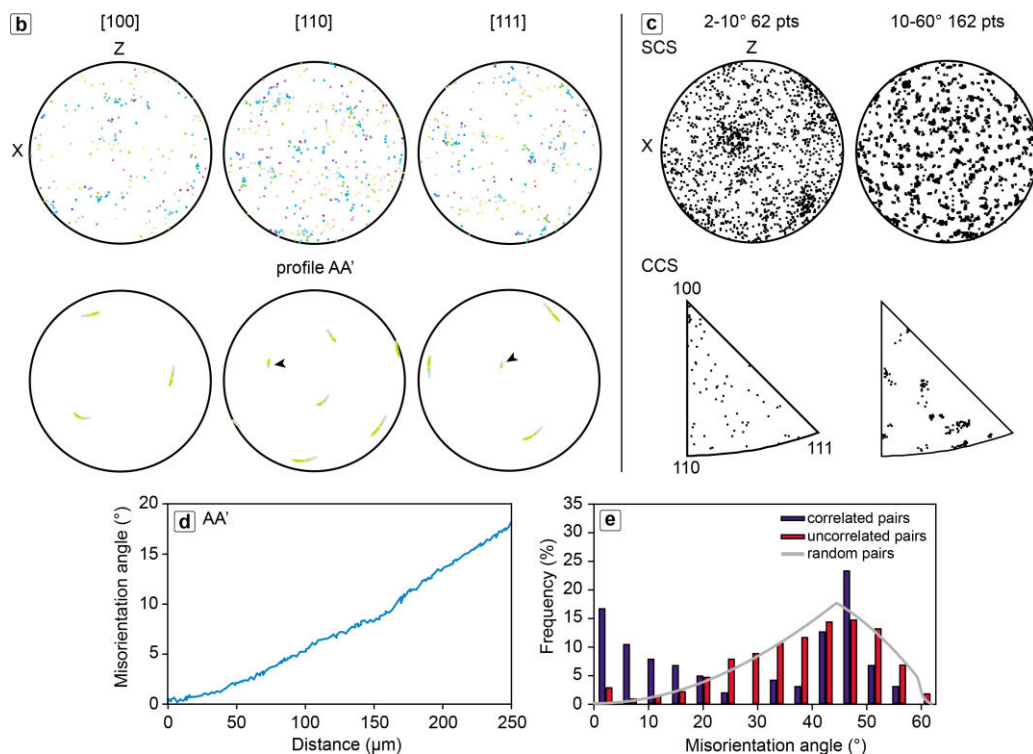 b [100] [110] [111]
Z
X
profile AA'
c 2-10° 62 pts 10-60° 162 pts
SCS Z
X
CCS
100
110 111
d AA'
20
15
10
5
0
Misorientation angle (°)
0 50 100 150 200 250
Distance (µm)
e
correlated pairs
uncorrelated pairs
random pairs
35
30
25
20
15
10
5
0
Frequency (%)
0 10 20 30 40 50 60
Misorientation angle (°)